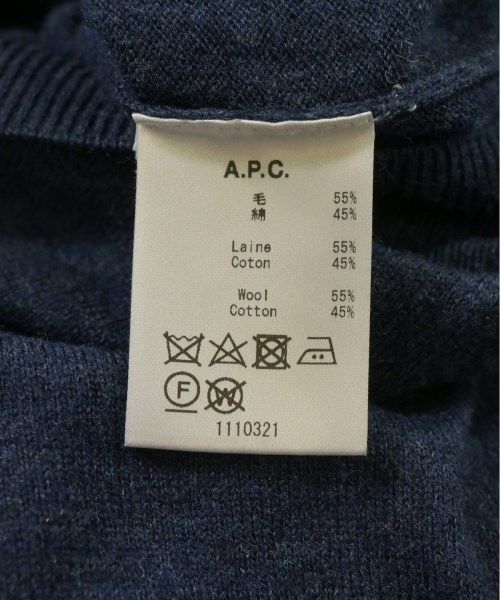 A.P.C.
毛 55%
綿 45%
Laine 55%
Coton 45%
Wool 55%
Cotton 45%
F W
1110321